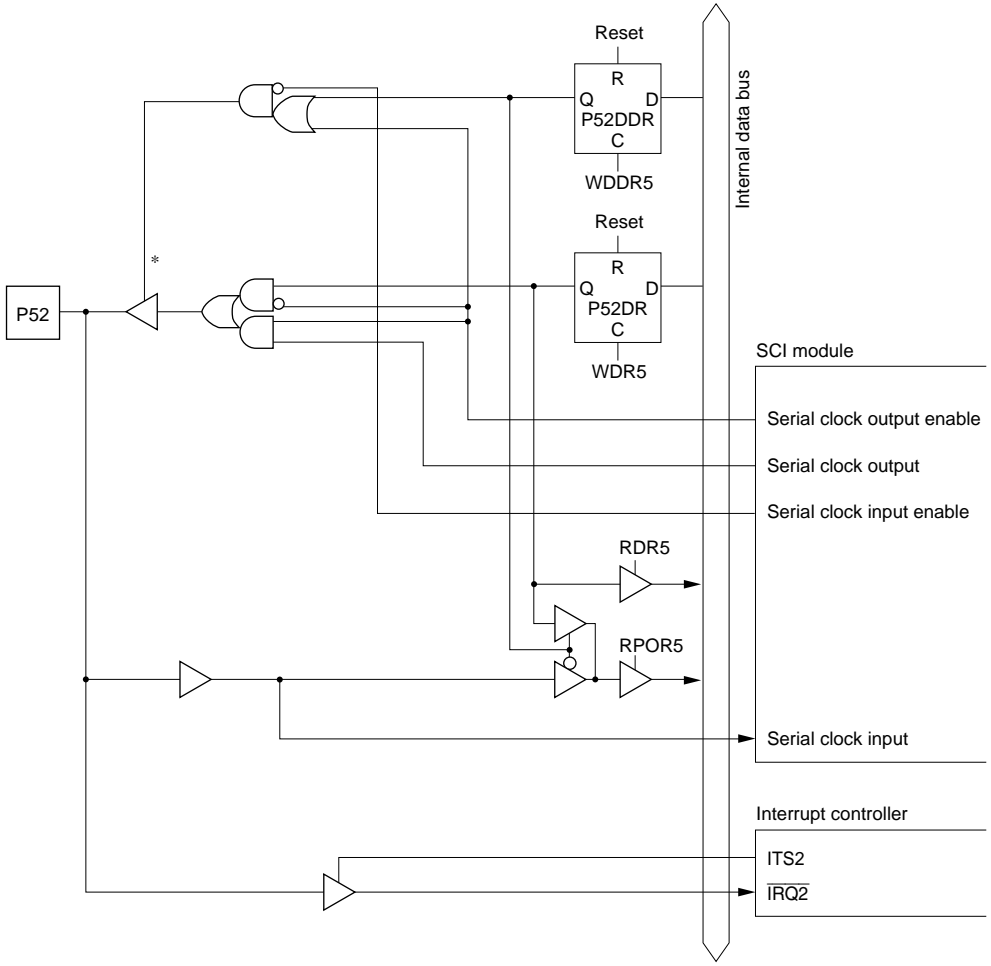 Reset
R
Q D
P52DDR
C
WDDR5
Internal data bus
Reset
R
Q D
P52DR
C
WDR5
*
P52
SCI module
Serial clock output enable
Serial clock output
Serial clock input enable
RDR5
RPOR5
Serial clock input
Interrupt controller
ITS2
IRQ2